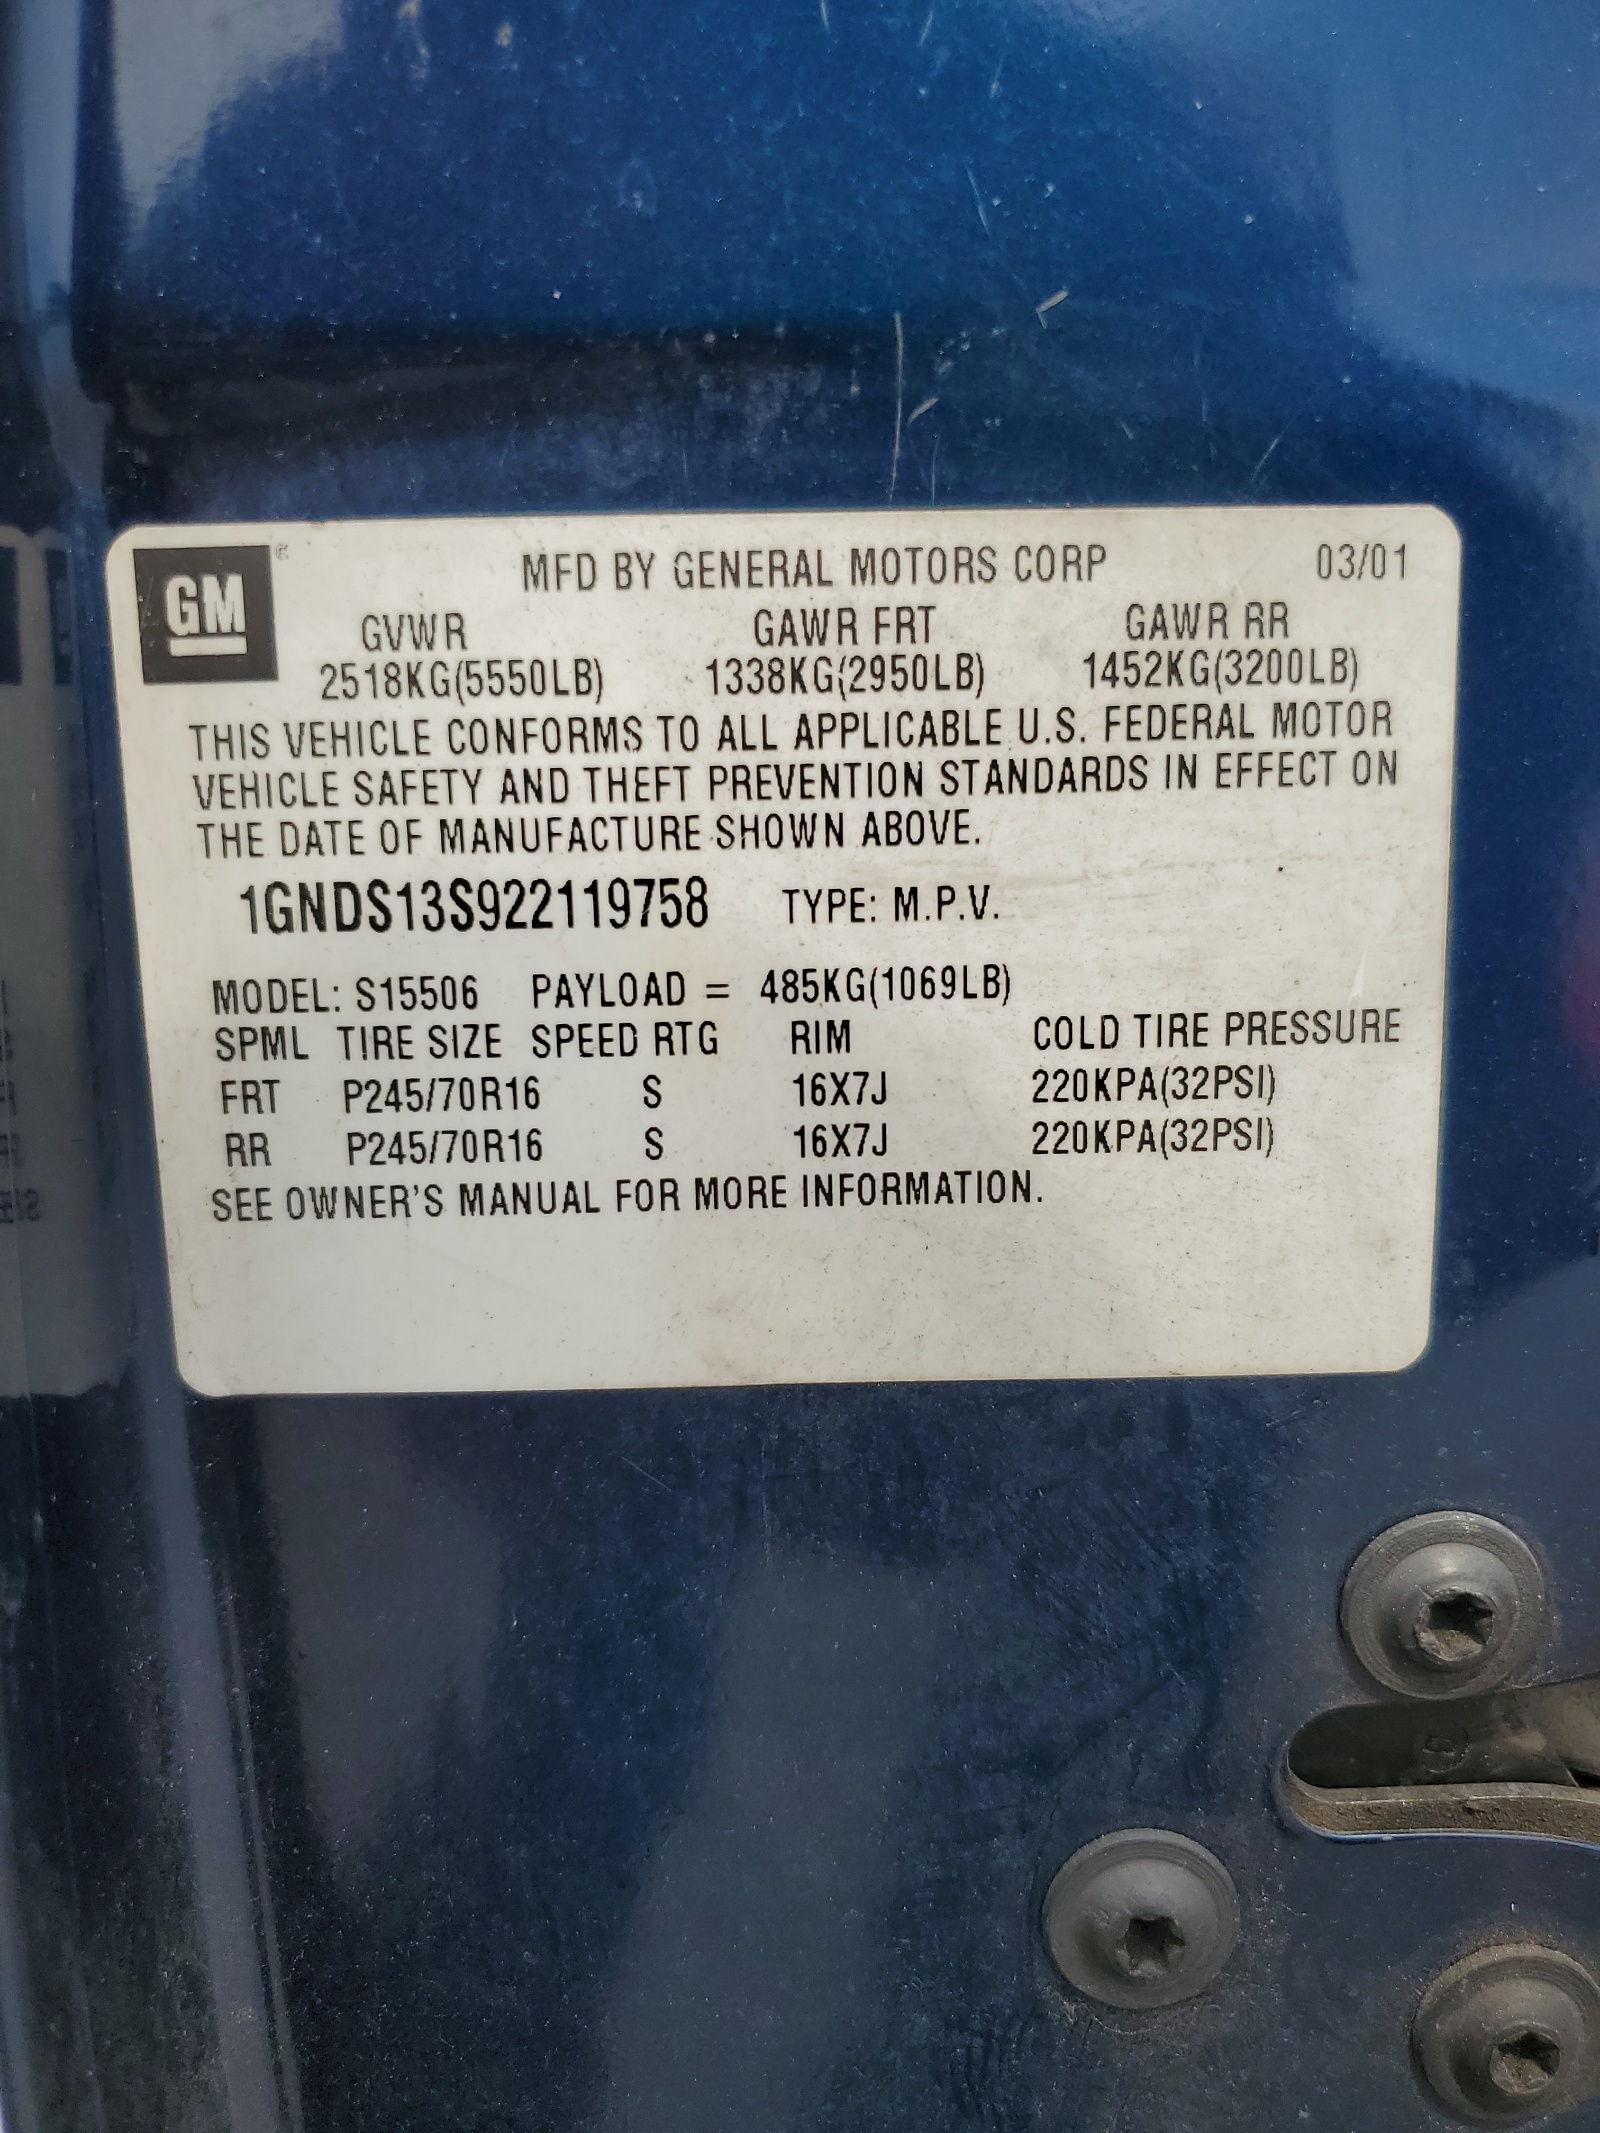 GM ®
MFD BY GENERAL MOTORS CORP 03/01
GVWR GAWR FRT GAWR RR
2518KG(5550LB) 1338KG(2950LB) 1452KG(3200LB)
THIS VEHICLE CONFORMS TO ALL APPLICABLE U.S. FEDERAL MOTOR
VEHICLE SAFETY AND THEFT PREVENTION STANDARDS IN EFFECT ON
THE DATE OF MANUFACTURE SHOWN ABOVE.
1GNDS13S922119758 TYPE: M.P.V.
MODEL: S15506 PAYLOAD = 485KG(1069LB)
SPML TIRE SIZE SPEED RTG RIM COLD TIRE PRESSURE
FRT P245/70R16 S 16X7J 220KPA(32PSI)
RR P245/70R16 S 16X7J 220KPA(32PSI)
SEE OWNER'S MANUAL FOR MORE INFORMATION.